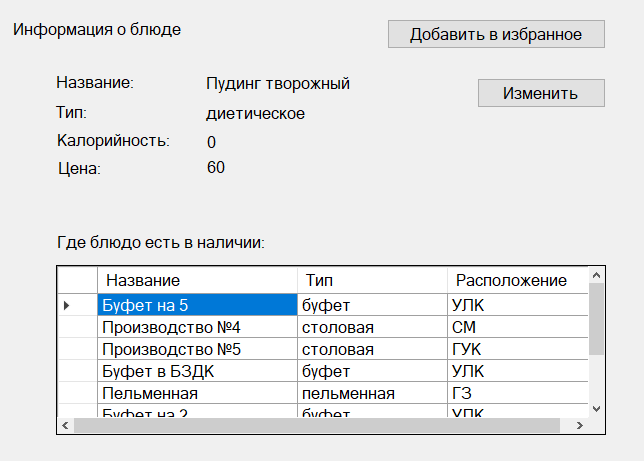 Информация о блюде
Добавить в избранное
Название: Пудинг творожный
Изменить
Тип: диетическое
Калорийность: 0
Цена: 60
Где блюдо есть в наличии:
Название Тип Расположение
Буфет на 5 буфет УЛК
Производство №4 столовая СМ
Производство №5 столовая ГУК
Буфет в БЗДК буфет УЛК
Пельменная пельменная ГЗ
Буфет на 2 буфет УЛК